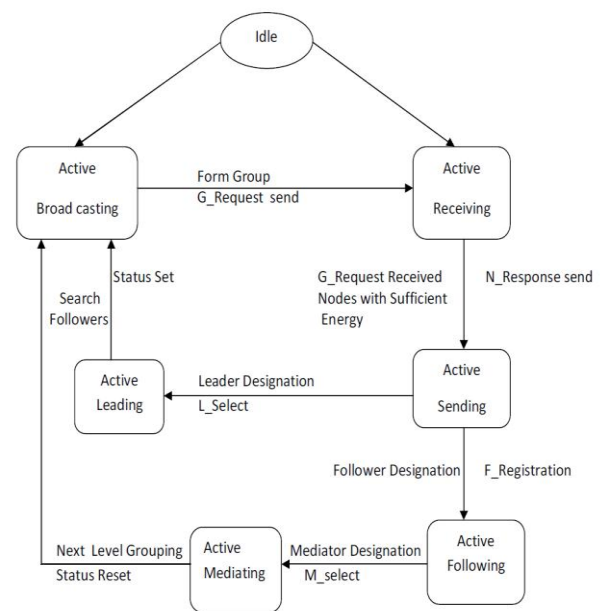 Idle
Active
Broad casting
Form Group
G_Request send
Active
Receiving
Status Set
Search
Followers
G_Request Received
Nodes with Sufficient
Energy
N_Response send
Active
Leading
Leader Designation
L_Select
Active
Sending
Follower Designation
F_Registration
Next Level Grouping
Status Reset
Active
Mediating
Mediator Designation
M_select
Active
Following